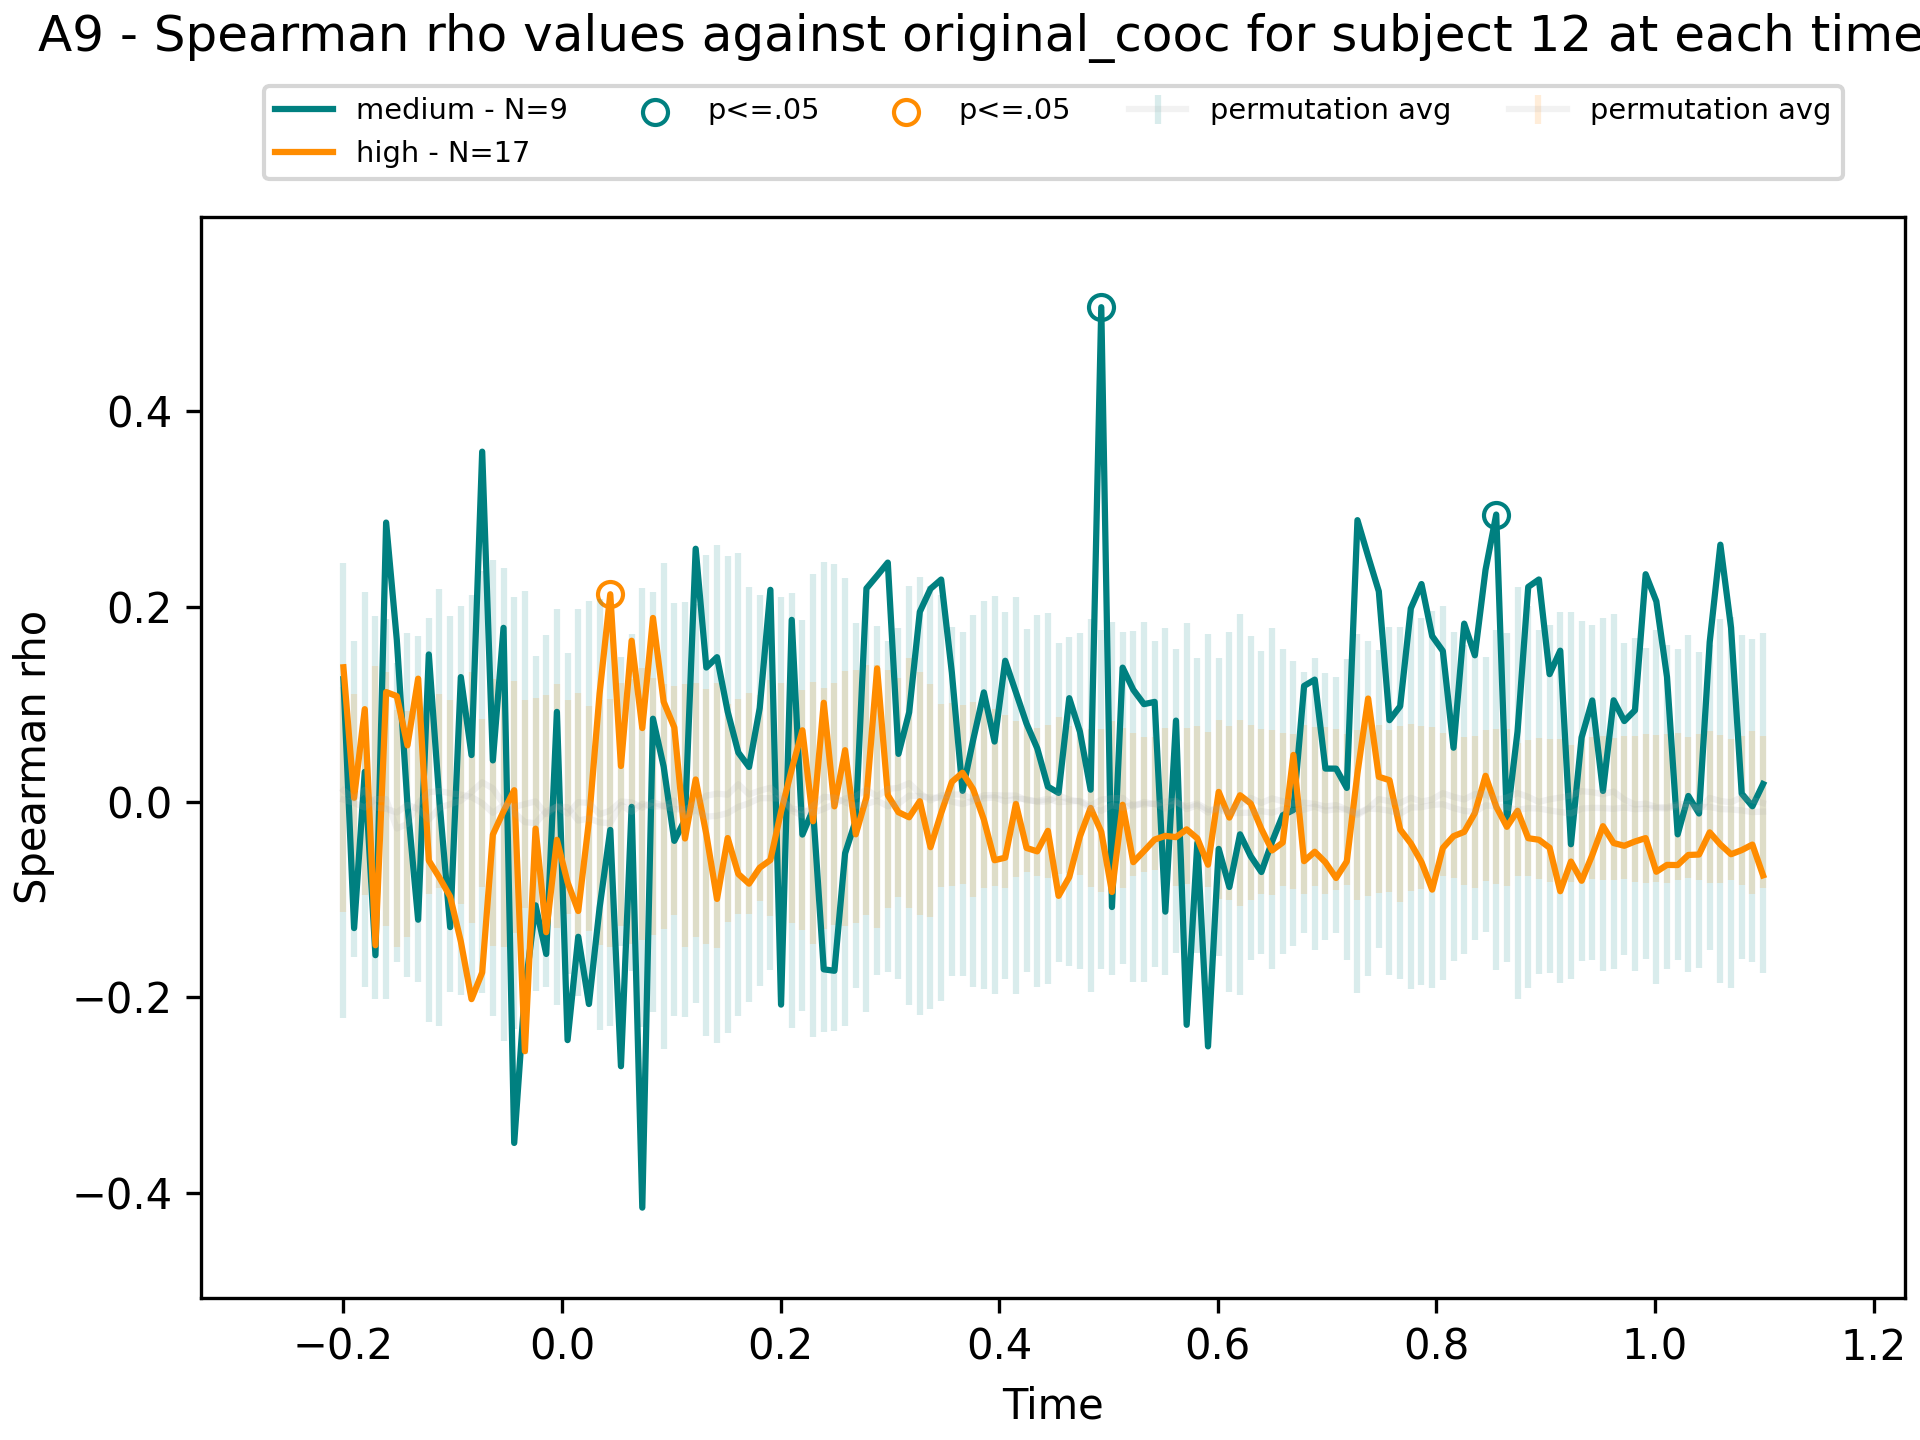 A9 - Spearman rho values against original_cooc for subject 12 at each time
medium - N=9
high - N=17
p<=.05
p<=.05
permutation avg
permutation avg
Spearman rho
0.4
0.2
0.0
−0.2
−0.4
−0.2 0.0 0.2 0.4 0.6 0.8 1.0 1.2
Time